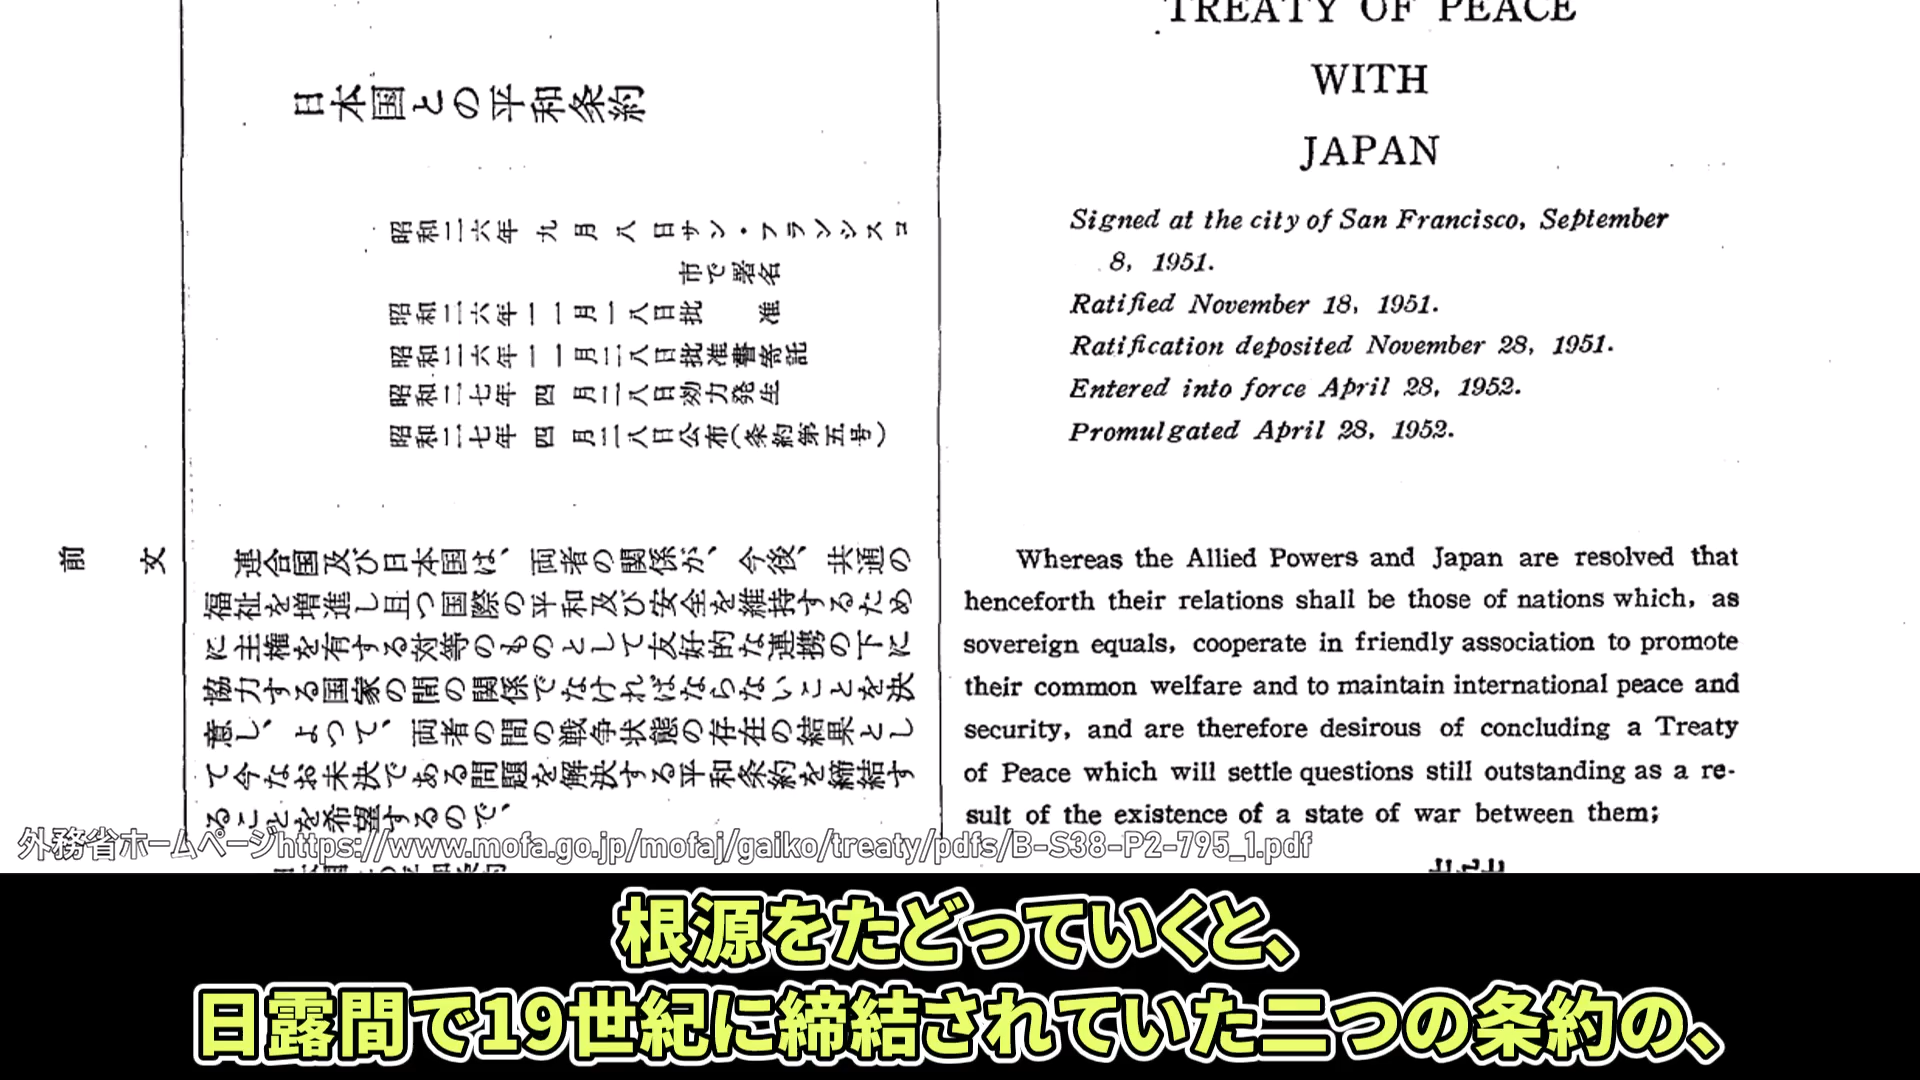 日本国との平和条約
昭和二六年 九 月 八 日サン・フランシスコ
市で署名
昭和二六年一一月一八日批 准
昭和二六年一一月二八日批准書寄託
昭和二七年 四 月二八日効力発生
昭和二七年 四 月二八日公布(条約第五号)
前 文
連合国及び日本国は、両者の関係が、今後、共通の
福祉を増進し且つ国際の平和及び安全を維持するため
に主権を有する対等のものとして友好的な連携の下に
協力する国家の間の関係でなければならないことを決
意し、よつて、両者の間の戦争状態の存在の結果とし
て今なお未決である問題を解決する平和条約を締結す
ることを希望するので、
TREATY OF PEACE
WITH
JAPAN
Signed at the city of San Francisco, September
8, 1951.
Ratified November 18, 1951.
Ratification deposited November 28, 1951.
Entered into force April 28, 1952.
Promulgated April 28, 1952.
Whereas the Allied Powers and Japan are resolved that
henceforth their relations shall be those of nations which, as
sovereign equals, cooperate in friendly association to promote
their common welfare and to maintain international peace and
security, and are therefore desirous of concluding a Treaty
of Peace which will settle questions still outstanding as a re-
sult of the existence of a state of war between them;
外務省ホームページhttps://www.mofa.go.jp/mofaj/gaiko/treaty/pdfs/B-S38-P2-795_1.pdf
根源をたどっていくと、
日露間で19世紀に締結されていた二つの条約の、